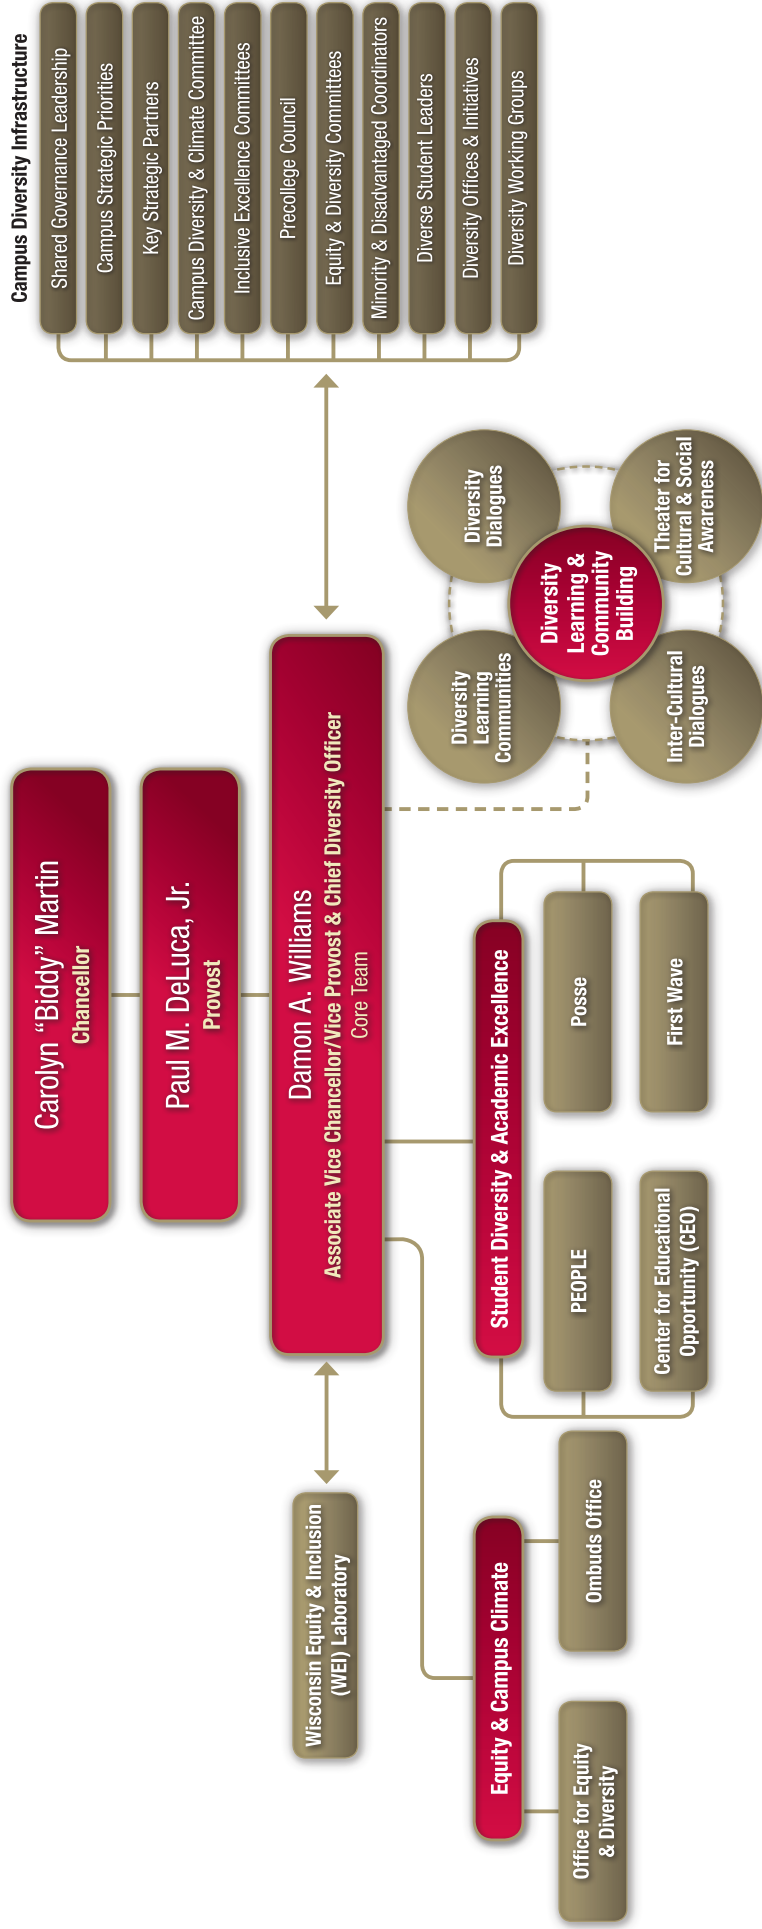 Carolyn “Biddy” Martin
Chancellor
Paul M. DeLuca, Jr.
Provost
Damon A. Williams
Associate Vice Chancellor/Vice Provost & Chief Diversity Officer
Core Team
Wisconsin Equity & Inclusion
(WEI) Laboratory
Campus Diversity Infrastructure
Shared Governance Leadership
Campus Strategic Priorities
Key Strategic Partners
Campus Diversity & Climate Committee
Inclusive Excellence Committees
Precollege Council
Equity & Diversity Committees
Minority & Disadvantaged Coordinators
Diverse Student Leaders
Diversity Offices & Initiatives
Diversity Working Groups
Equity & Campus Climate
Office for Equity
& Diversity
Ombuds Office
Student Diversity & Academic Excellence
PEOPLE
Posse
Center for Educational
Opportunity (CEO)
First Wave
Diversity
Learning
Communities
Diversity
Dialogues
Diversity
Learning &
Community
Building
Inter-Cultural
Dialogues
Theater for
Cultural & Social
Awareness